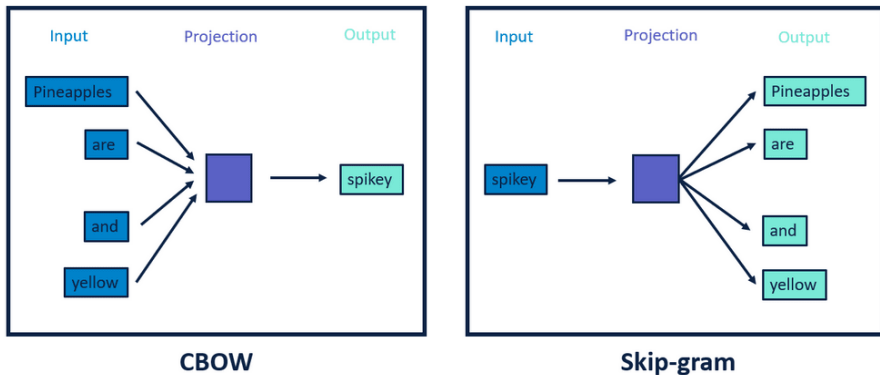 Input Projection Output
Pineapples
are
spikey
and
yellow
CBOW
Input Projection Output
Pineapples
are
spikey
and
yellow
Skip-gram